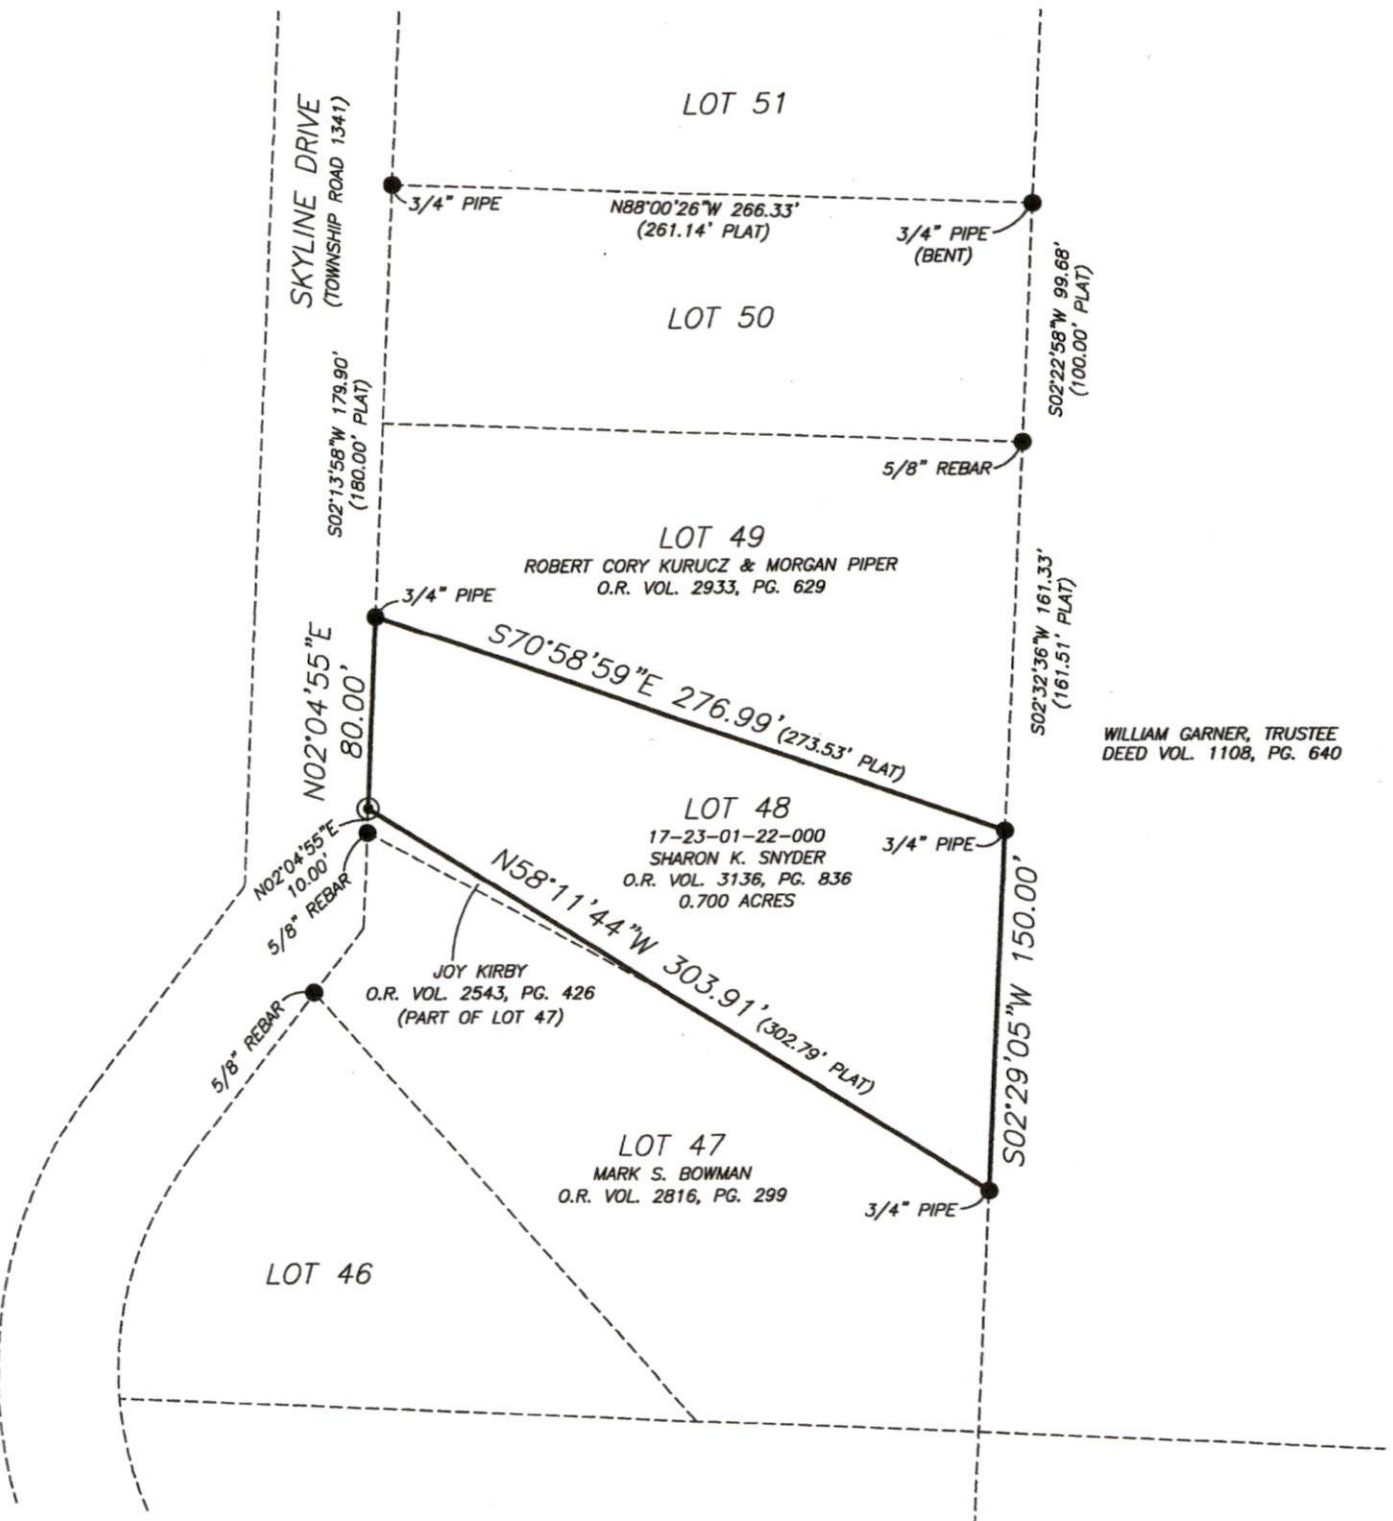 LOT 51
SKYLINE DRIVE
(TOWNSHIP ROAD 1341)
3/4" PIPE
N88°00'26"W 266.33'
(261.14' PLAT)
3/4" PIPE
(BENT)
S02°22'58"W 99.68'
(100.00' PLAT)
LOT 50
S02°13'58"W 179.90'
(180.00' PLAT)
5/8" REBAR
LOT 49
ROBERT CORY KURUCZ & MORGAN PIPER
O.R. VOL. 2933, PG. 629
S02°32'36"W 161.33'
(161.51' PLAT)
3/4" PIPE
S70°58'59"E 276.99' (273.53' PLAT)
N02°04'55"E
80.00'
WILLIAM GARNER, TRUSTEE
DEED VOL. 1108, PG. 640
LOT 48
17-23-01-22-000
SHARON K. SNYDER
O.R. VOL. 3136, PG. 836
0.700 ACRES
3/4" PIPE
N02°04'55"E
10.00'
5/8" REBAR
N58°11'44"W 303.91' (302.79' PLAT)
S02°29'05"W 150.00'
JOY KIRBY
O.R. VOL. 2543, PG. 426
(PART OF LOT 47)
5/8" REBAR
LOT 47
MARK S. BOWMAN
O.R. VOL. 2816, PG. 299
3/4" PIPE
LOT 46